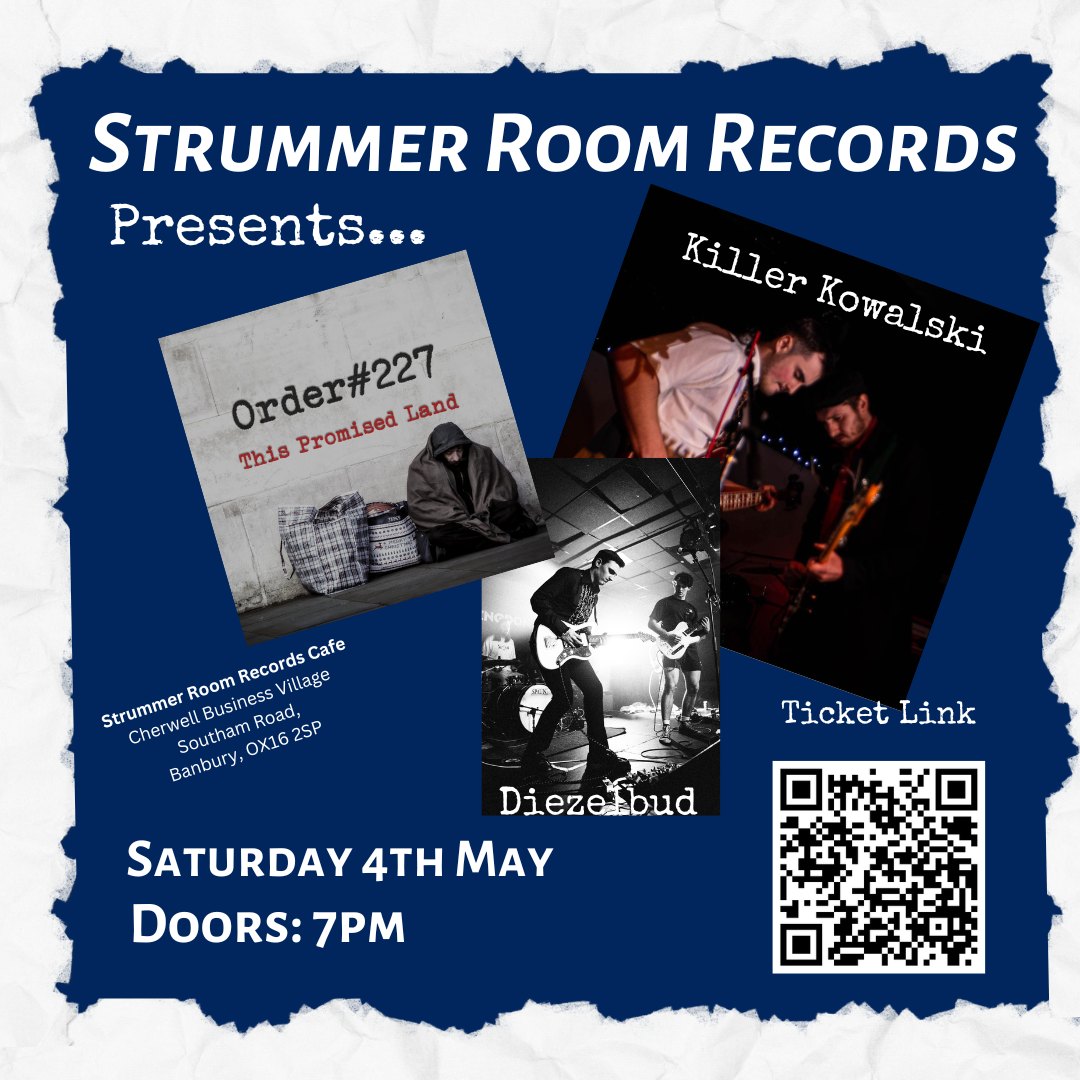 Strummer Room Records
Presents...
Killer Kowalski
Order#227
This Promised Land
Strummer Room Records Cafe
Cherwell Business Village
Southam Road,
Banbury, OX16 2SP
Diezelbud
Ticket Link
Saturday 4th May
Doors: 7pm